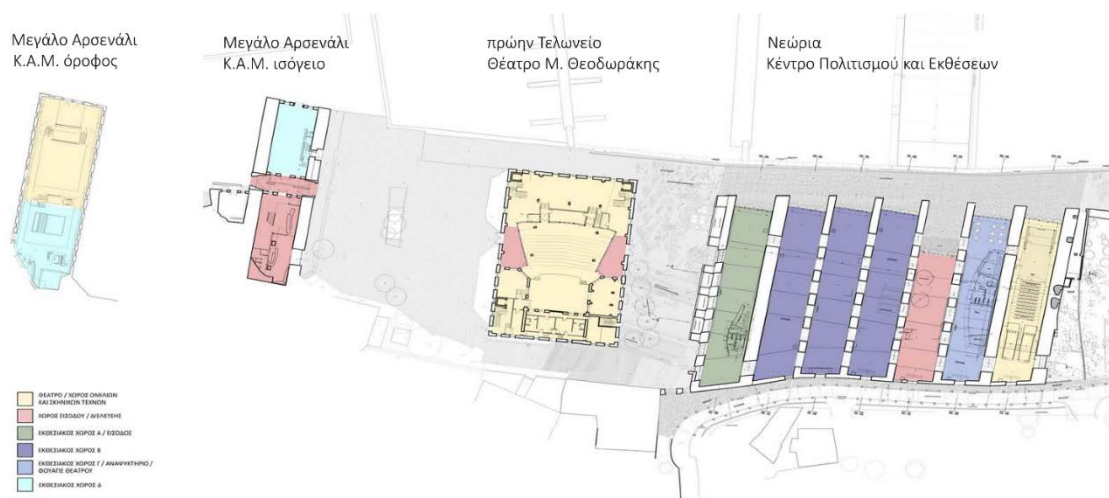 Μεγάλο Αρσενάλι
Κ.Α.Μ. όροφος
Μεγάλο Αρσενάλι
Κ.Α.Μ. ισόγειο
πρώην Τελωνείο
Θέατρο Μ. Θεοδωράκης
Νεώρια
Κέντρο Πολιτισμού και Εκθέσεων
ΘΕΑΤΡΟ / ΧΩΡΟΣ ΟΜΙΛΙΩΝ
ΚΑΙ ΣΚΗΝΙΚΩΝ ΤΕΧΝΩΝ
ΧΩΡΟΣ ΕΙΣΟΔΟΥ / ΔΙΕΛΕΥΣΗΣ
ΕΚΘΕΣΙΑΚΟΣ ΧΩΡΟΣ Α / ΕΙΣΟΔΟΣ
ΕΚΘΕΣΙΑΚΟΣ ΧΩΡΟΣ Β
ΕΚΘΕΣΙΑΚΟΣ ΧΩΡΟΣ Γ / ΑΝΑΨΥΚΤΗΡΙΟ /
ΦΟΥΑΓΙΕ ΘΕΑΤΡΟΥ
ΕΚΘΕΣΙΑΚΟΣ ΧΩΡΟΣ Δ